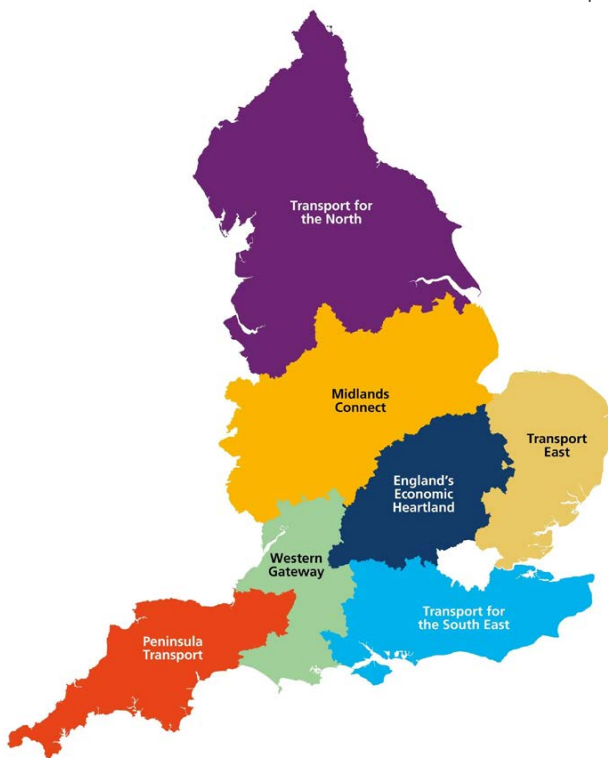 Transport for
the North
Midlands
Connect
Transport
East
England's
Economic
Heartland
Western
Gateway
Transport for
the South East
Peninsula
Transport